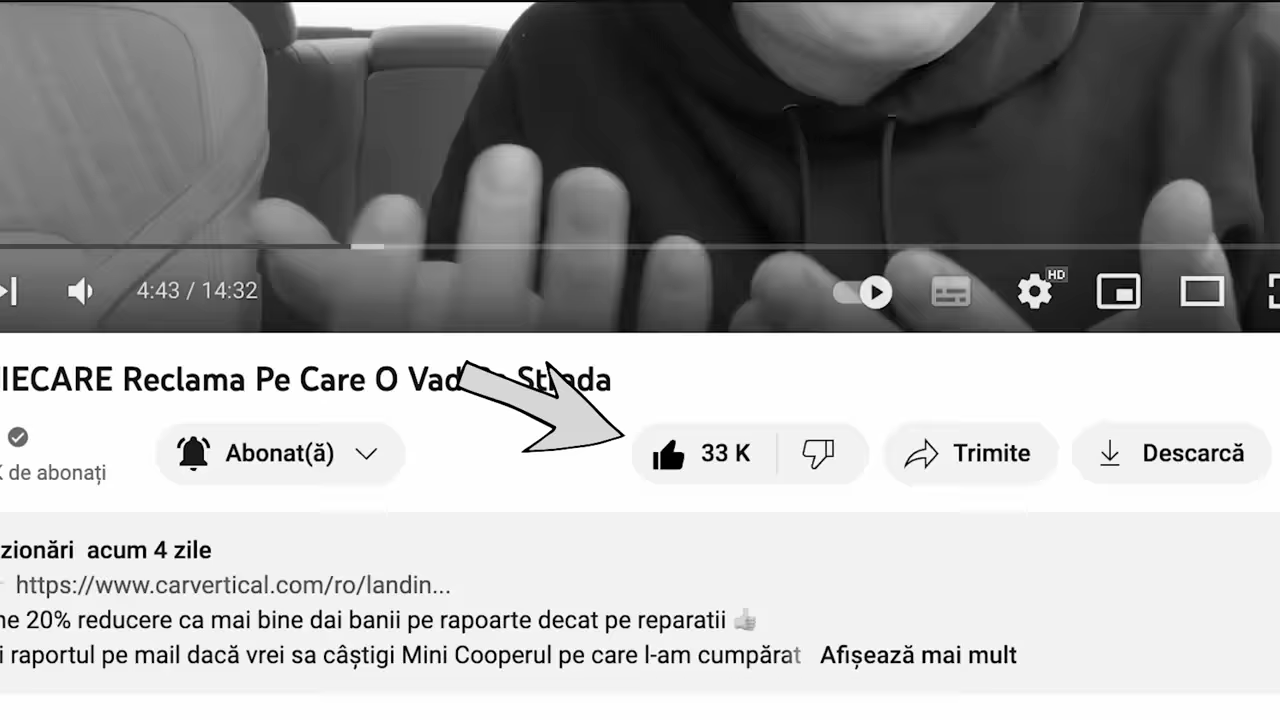 HD
4:43 / 14:32
IECARE Reclama Pe Care O Vad Strada
Abonat(ă)
33 K
Trimite
Descarcă
K de abonați
zionări acum 4 zile
https://www.carvertical.com/ro/landin...
ne 20% reducere ca mai bine dai banii pe rapoarte decat pe reparatii 👍
i raportul pe mail dacă vrei sa câștigi Mini Cooperul pe care l-am cumpărat Afișează mai mult